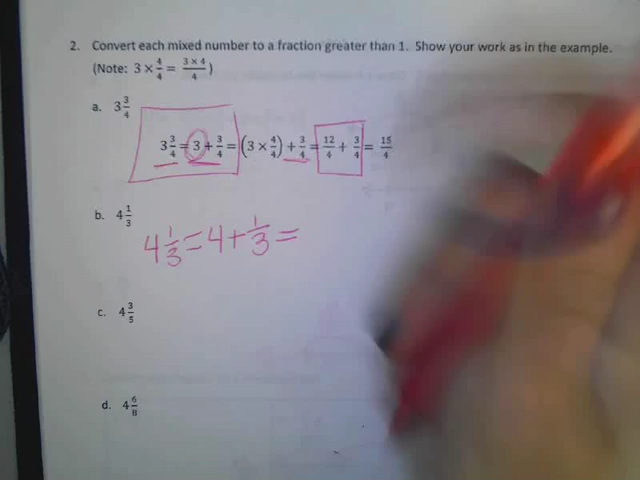 2. Convert each mixed number to a fraction greater than 1. Show your work as in the example.
(Note: 3 × 4/4 = 3 × 4/4)
a. 3 3/4
3 3/4 = 3 + 3/4 = (3 × 4/4) + 3/4 = 12/4 + 3/4 = 15/4
b. 4 1/3
4 1/3 = 4 + 1/3 =
c. 4 3/5
d. 4 6/8